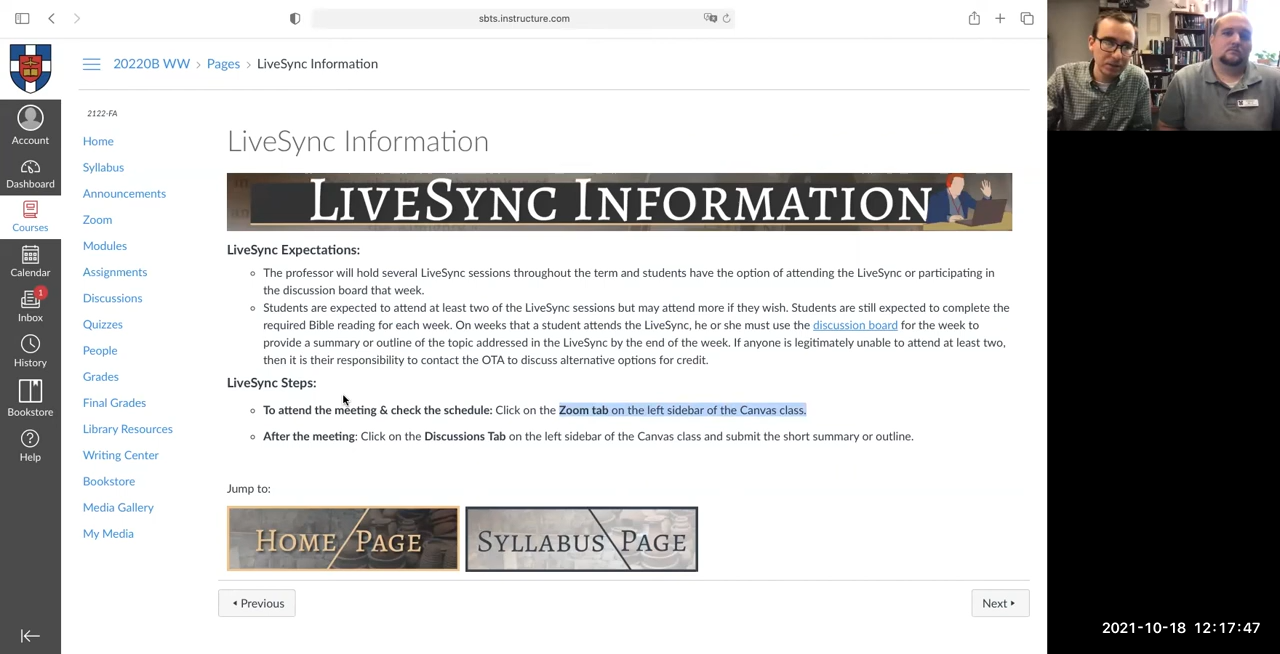 sbts.instructure.com
20220B WW › Pages › LiveSync Information
2122-FA
Account
Dashboard
Courses
Calendar
1
Inbox
History
Bookstore
Help
Home
Syllabus
Announcements
Zoom
Modules
Assignments
Discussions
Quizzes
People
Grades
Final Grades
Library Resources
Writing Center
Bookstore
Media Gallery
My Media
LiveSync Information
LIVESYNC INFORMATION
LiveSync Expectations:
The professor will hold several LiveSync sessions throughout the term and students have the option of attending the LiveSync or participating in
the discussion board that week.
Students are expected to attend at least two of the LiveSync sessions but may attend more if they wish. Students are still expected to complete the
required Bible reading for each week. On weeks that a student attends the LiveSync, he or she must use the discussion board for the week to
provide a summary or outline of the topic addressed in the LiveSync by the end of the week. If anyone is legitimately unable to attend at least two,
then it is their responsibility to contact the OTA to discuss alternative options for credit.
LiveSync Steps:
To attend the meeting & check the schedule: Click on the Zoom tab on the left sidebar of the Canvas class.
After the meeting: Click on the Discussions Tab on the left sidebar of the Canvas class and submit the short summary or outline.
Jump to:
HOME PAGE
SYLLABUS PAGE
Previous
Next
2021-10-18 12:17:47